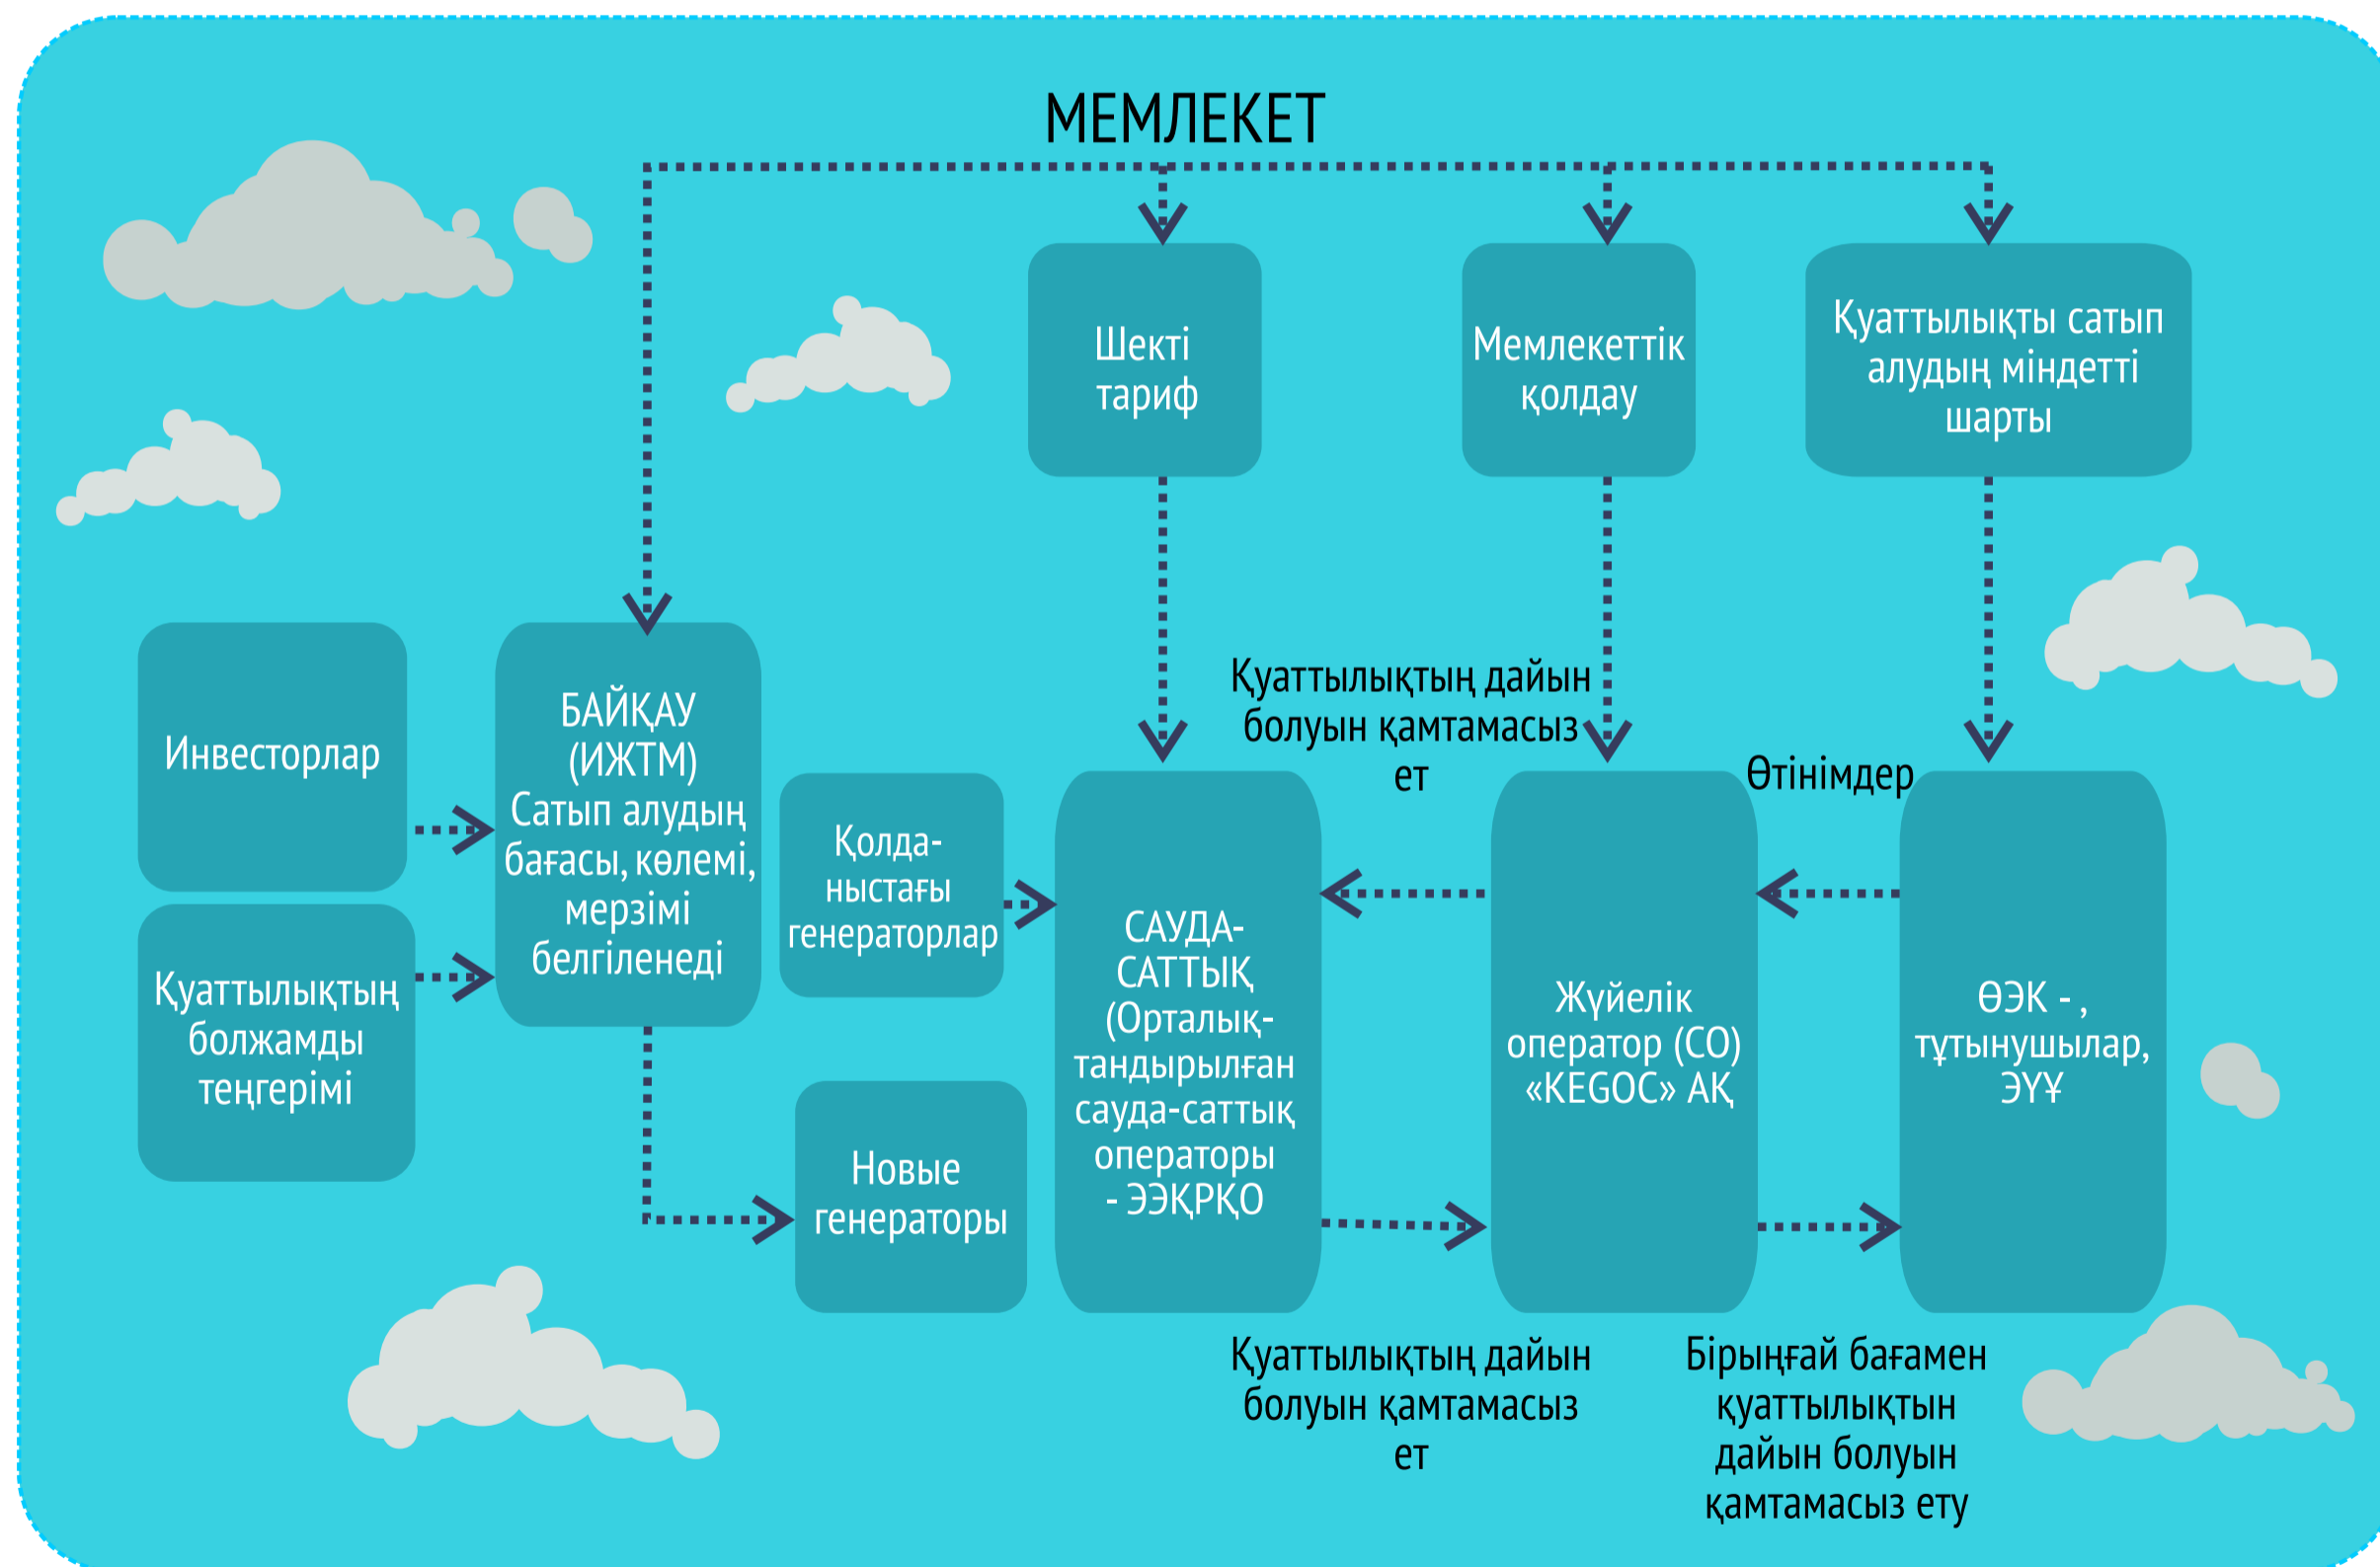 МЕМЛЕКЕТ
Шекті
тариф
Мемлекеттік
қолдау
Қуаттылықты сатып
алудың міндетті
шарты
Инвесторлар
Қуаттылықтың
болжамды
теңгерімі
БАЙҚАУ
(ИЖТМ)
Сатып алудың
бағасы, көлемі,
мерзімі
белгіленеді
Қолда-
ныстағы
генераторлар
Новые
генераторы
САУДА-
САТТЫҚ
(Орталық-
тандырылған
сауда-саттық
операторы
- ЭЭҚРҚО
Қуаттылықтың дайын
болуын қамтамасыз
ет
Жүйелік
оператор (СО)
«KEGOC» АҚ
Өтінімдер
ӨЭК - ,
тұтынушылар,
ЭҮҰ
Қуаттылықтың дайын
болуын қамтамасыз
ет
Бірыңғай бағамен
қуаттылықтын
дайын болуын
қамтамасыз ету